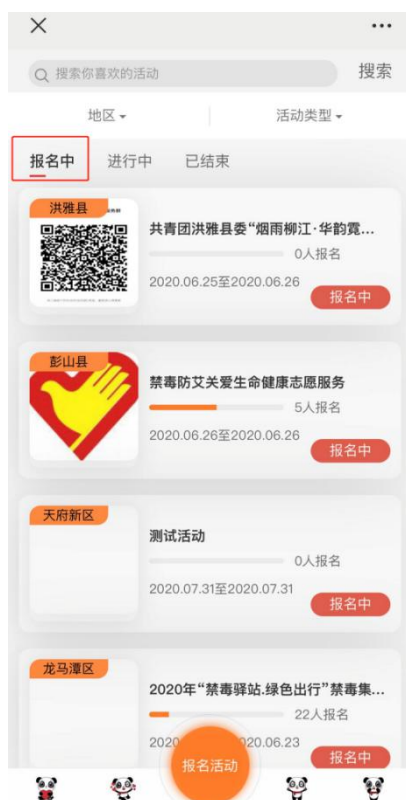 搜索你喜欢的活动 搜索
地区 活动类型
报名中 进行中 已结束
洪雅县
共青团洪雅县委“烟雨柳江·华韵霓...
0人报名
2020.06.25至2020.06.26
报名中
彭山县
禁毒防艾关爱生命健康志愿服务
5人报名
2020.06.26至2020.06.26
报名中
天府新区
测试活动
0人报名
2020.07.31至2020.07.31
报名中
龙马潭区
2020年“禁毒驿站.绿色出行”禁毒集...
22人报名
2020 020.06.23
报名中
报名活动